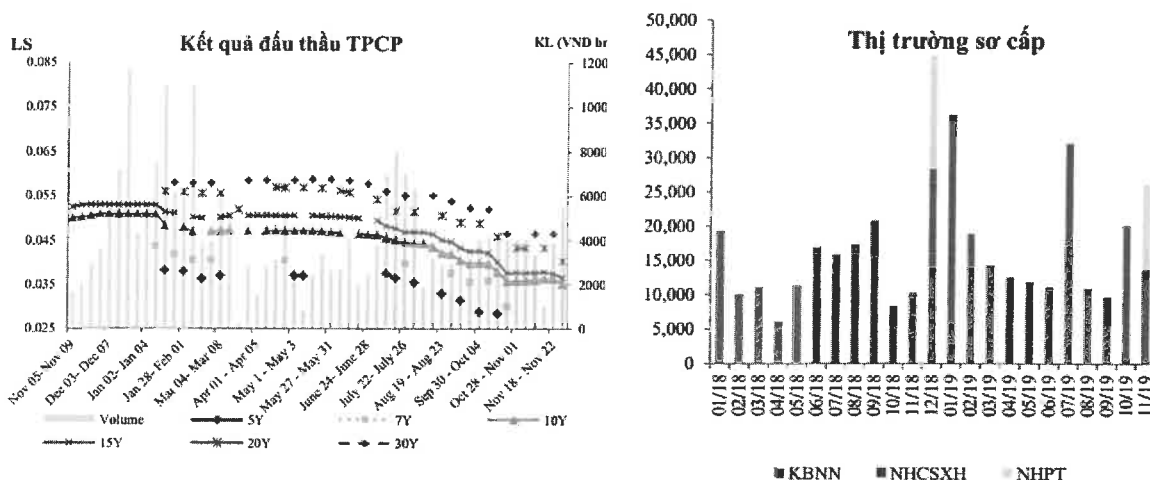 LS
Kết quả đấu thầu TPCP
KL (VND br
0.085
0.075
0.065
0.055
0.045
0.035
0.025
1200
1000
8000
6000
4000
2000
0
Nov 05-Nov 09
Dec 03- Dec 07
Jan 02- Jan 04
Jan 28- Feb 01
Mar 04- Mar 08
Apr 01 - Apr 05
May 1 - May 3
May 27 - May 31
June 24- June 28
July 22- July 26
Aug 19 - Aug 23
Sep 30 - Oct 04
Oct 28 - Nov 01
Nov 18 - Nov 22
Volume
5Y
7Y
10Y
15Y
20Y
30Y
Thị trường sơ cấp
50,000
45,000
40,000
35,000
30,000
25,000
20,000
15,000
10,000
5,000
0
01/18
02/18
03/18
04/18
05/18
06/18
07/18
08/18
09/18
10/18
11/18
12/18
01/19
02/19
03/19
04/19
05/19
06/19
07/19
08/19
09/19
10/19
11/19
KBNN
NHCSXH
NHPT